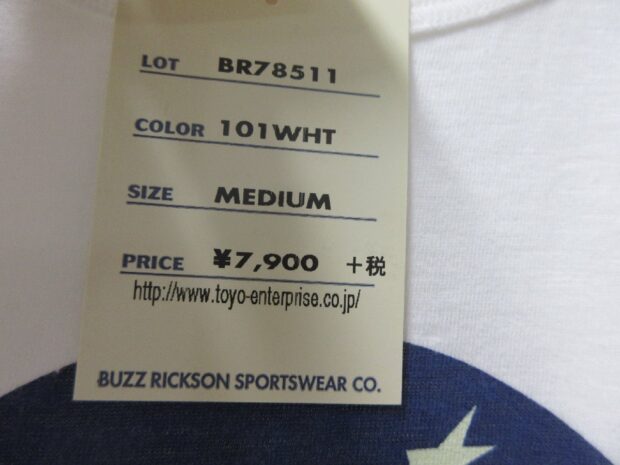 LOT BR78511
COLOR 101WHT
SIZE MEDIUM
PRICE ¥7,900 +税
http://www.toyo-enterprise.co.jp/
BUZZ RICKSON SPORTSWEAR CO.